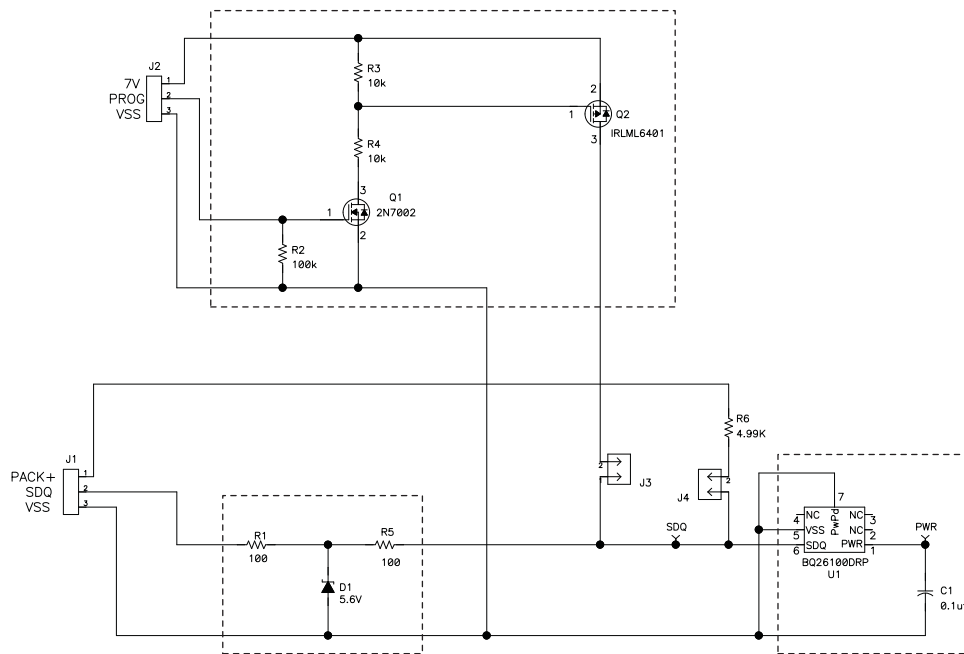 J2
7V 1
PROG 2
VSS 3
R3
10k
R4
10k
3
Q1
1 2N7002
2
R2
100k
2
1 Q2
IRLML6401
3
R6
4.99K
J1
PACK+ 1
SDQ 2
VSS 3
2
J3
2
J4
R1
100
R5
100
D1
5.6V
SDQ
7
PwPd
4 NC NC 3
5 VSS NC 2
6 SDQ PWR 1
BQ26100DRP
U1
PWR
C1
0.1u